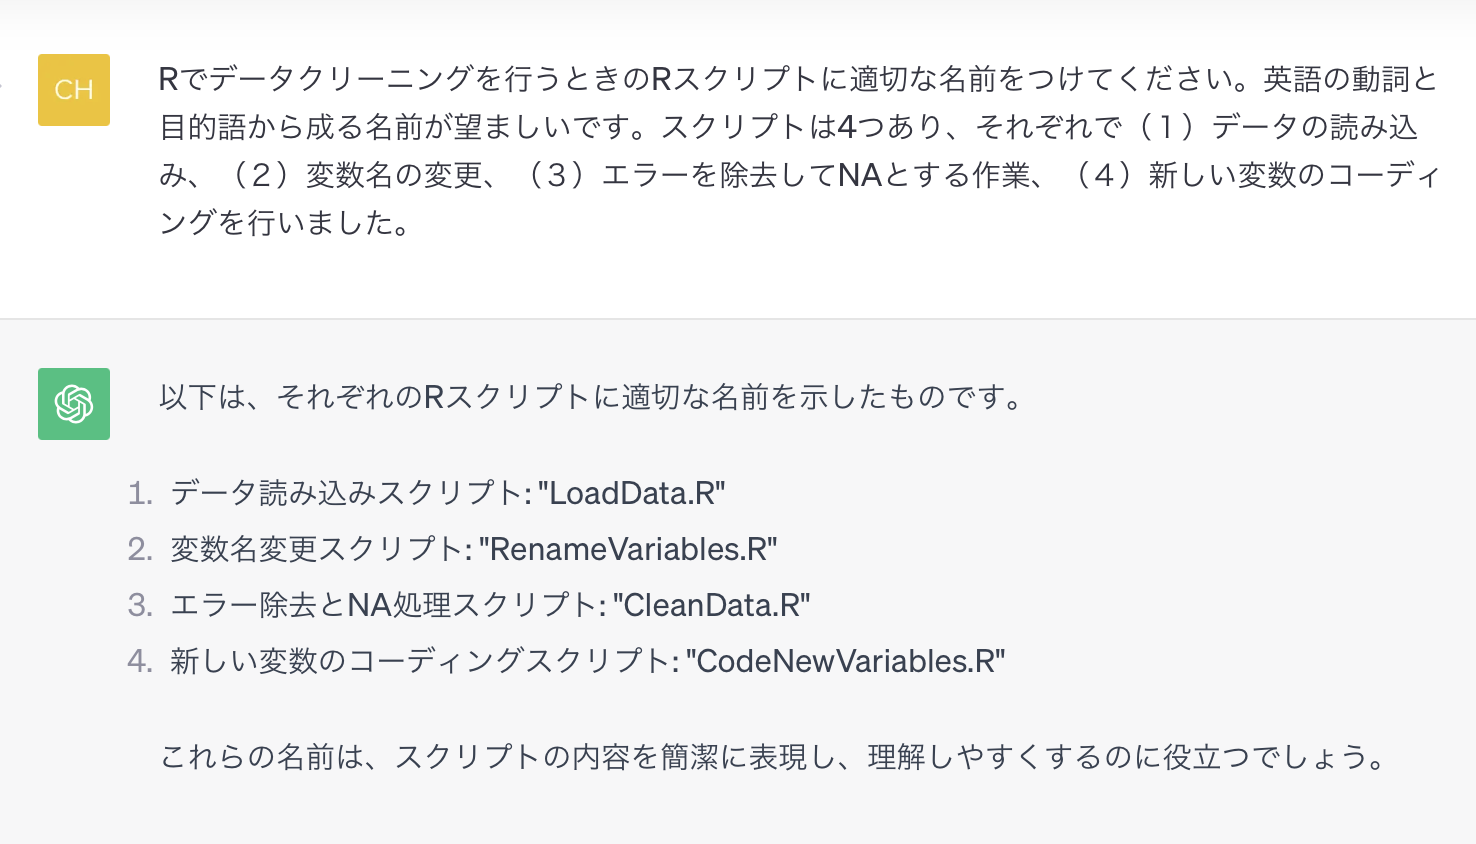 CH
Rでデータクリーニングを行うときのRスクリプトに適切な名前をつけてください。英語の動詞と
目的語から成る名前が望ましいです。スクリプトは4つあり、それぞれで（１）データの読み込
み、（２）変数名の変更、（３）エラーを除去してNAとする作業、（４）新しい変数のコーディ
ングを行いました。
以下は、それぞれのRスクリプトに適切な名前を示したものです。
1. データ読み込みスクリプト: "LoadData.R"
2. 変数名変更スクリプト: "RenameVariables.R"
3. エラー除去とNA処理スクリプト: "CleanData.R"
4. 新しい変数のコーディングスクリプト: "CodeNewVariables.R"
これらの名前は、スクリプトの内容を簡潔に表現し、理解しやすくするのに役立つでしょう。